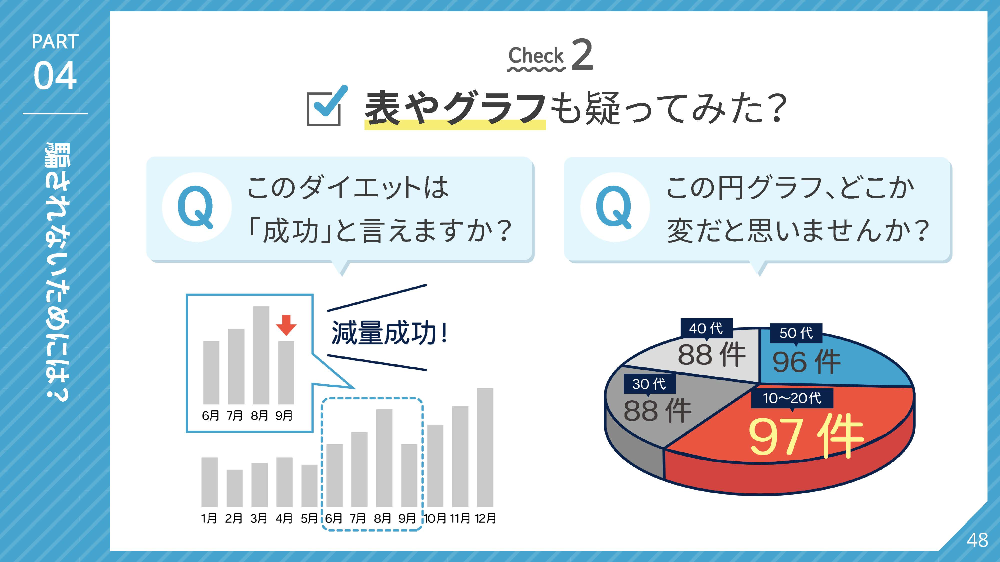 PART
04
騙されないためには？
Check 2
表やグラフも疑ってみた？
Q
このダイエットは
「成功」と言えますか？
Q
この円グラフ、どこか
変だと思いませんか？
減量成功！
6月 7月 8月 9月
1月 2月 3月 4月 5月 6月 7月 8月 9月 10月 11月 12月
40代
88件
50代
96件
30代
88件
10～20代
97件
48